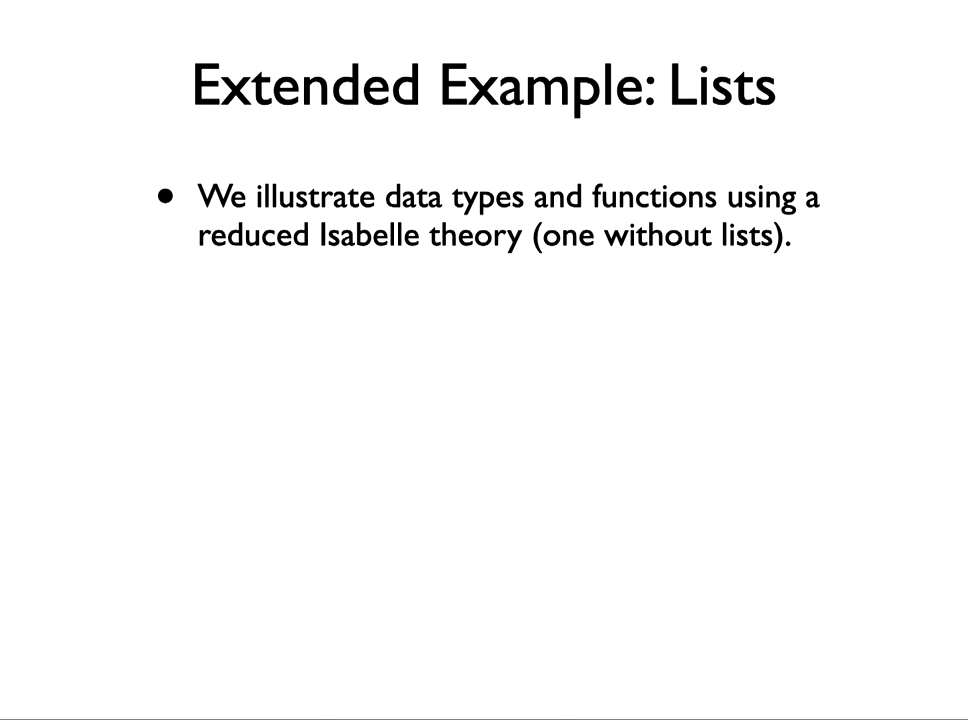 Extended Example: Lists
• We illustrate data types and functions using a
reduced Isabelle theory (one without lists).